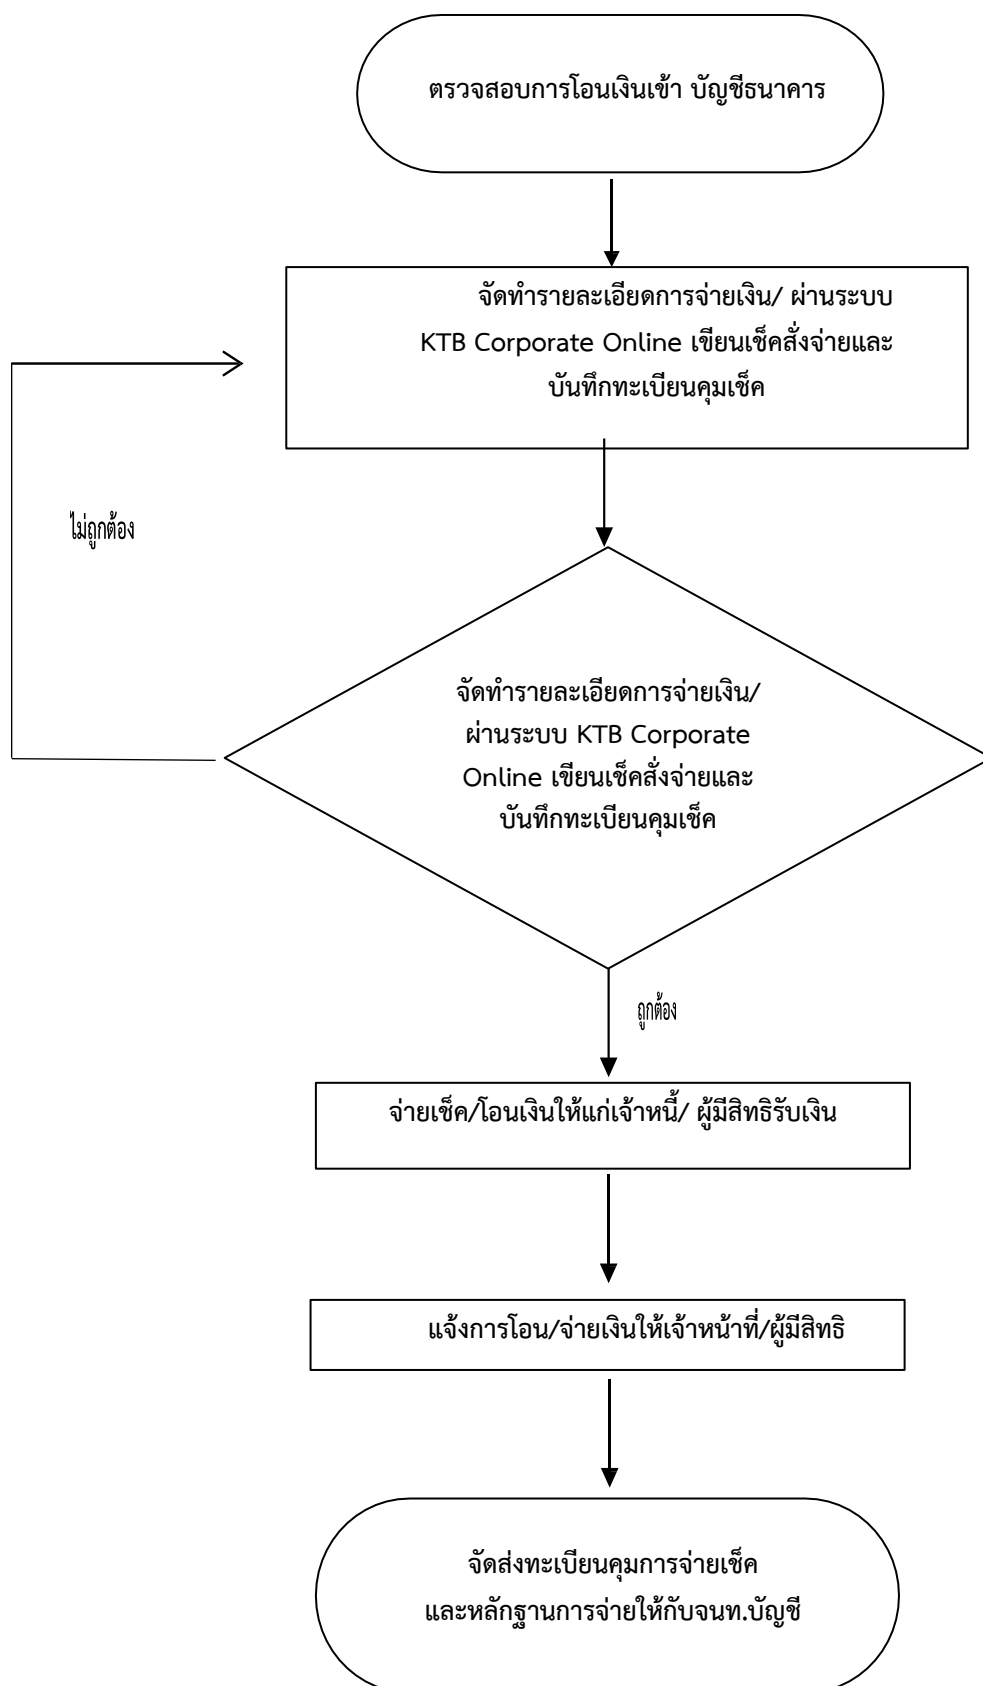 ตรวจสอบการโอนเงินเข้า บัญชีธนาคาร
จัดทำรายละเอียดการจ่ายเงิน/ ผ่านระบบ
KTB Corporate Online เขียนเช็คสั่งจ่ายและ
บันทึกทะเบียนคุมเช็ค
ไม่ถูกต้อง
จัดทำรายละเอียดการจ่ายเงิน/
ผ่านระบบ KTB Corporate
Online เขียนเช็คสั่งจ่ายและ
บันทึกทะเบียนคุมเช็ค
ถูกต้อง
จ่ายเช็ค/โอนเงินให้แก่เจ้าหนี้/ ผู้มีสิทธิรับเงิน
แจ้งการโอน/จ่ายเงินให้เจ้าหน้าที่/ผู้มีสิทธิ
จัดส่งทะเบียนคุมการจ่ายเช็ค
และหลักฐานการจ่ายให้กับจนท.บัญชี